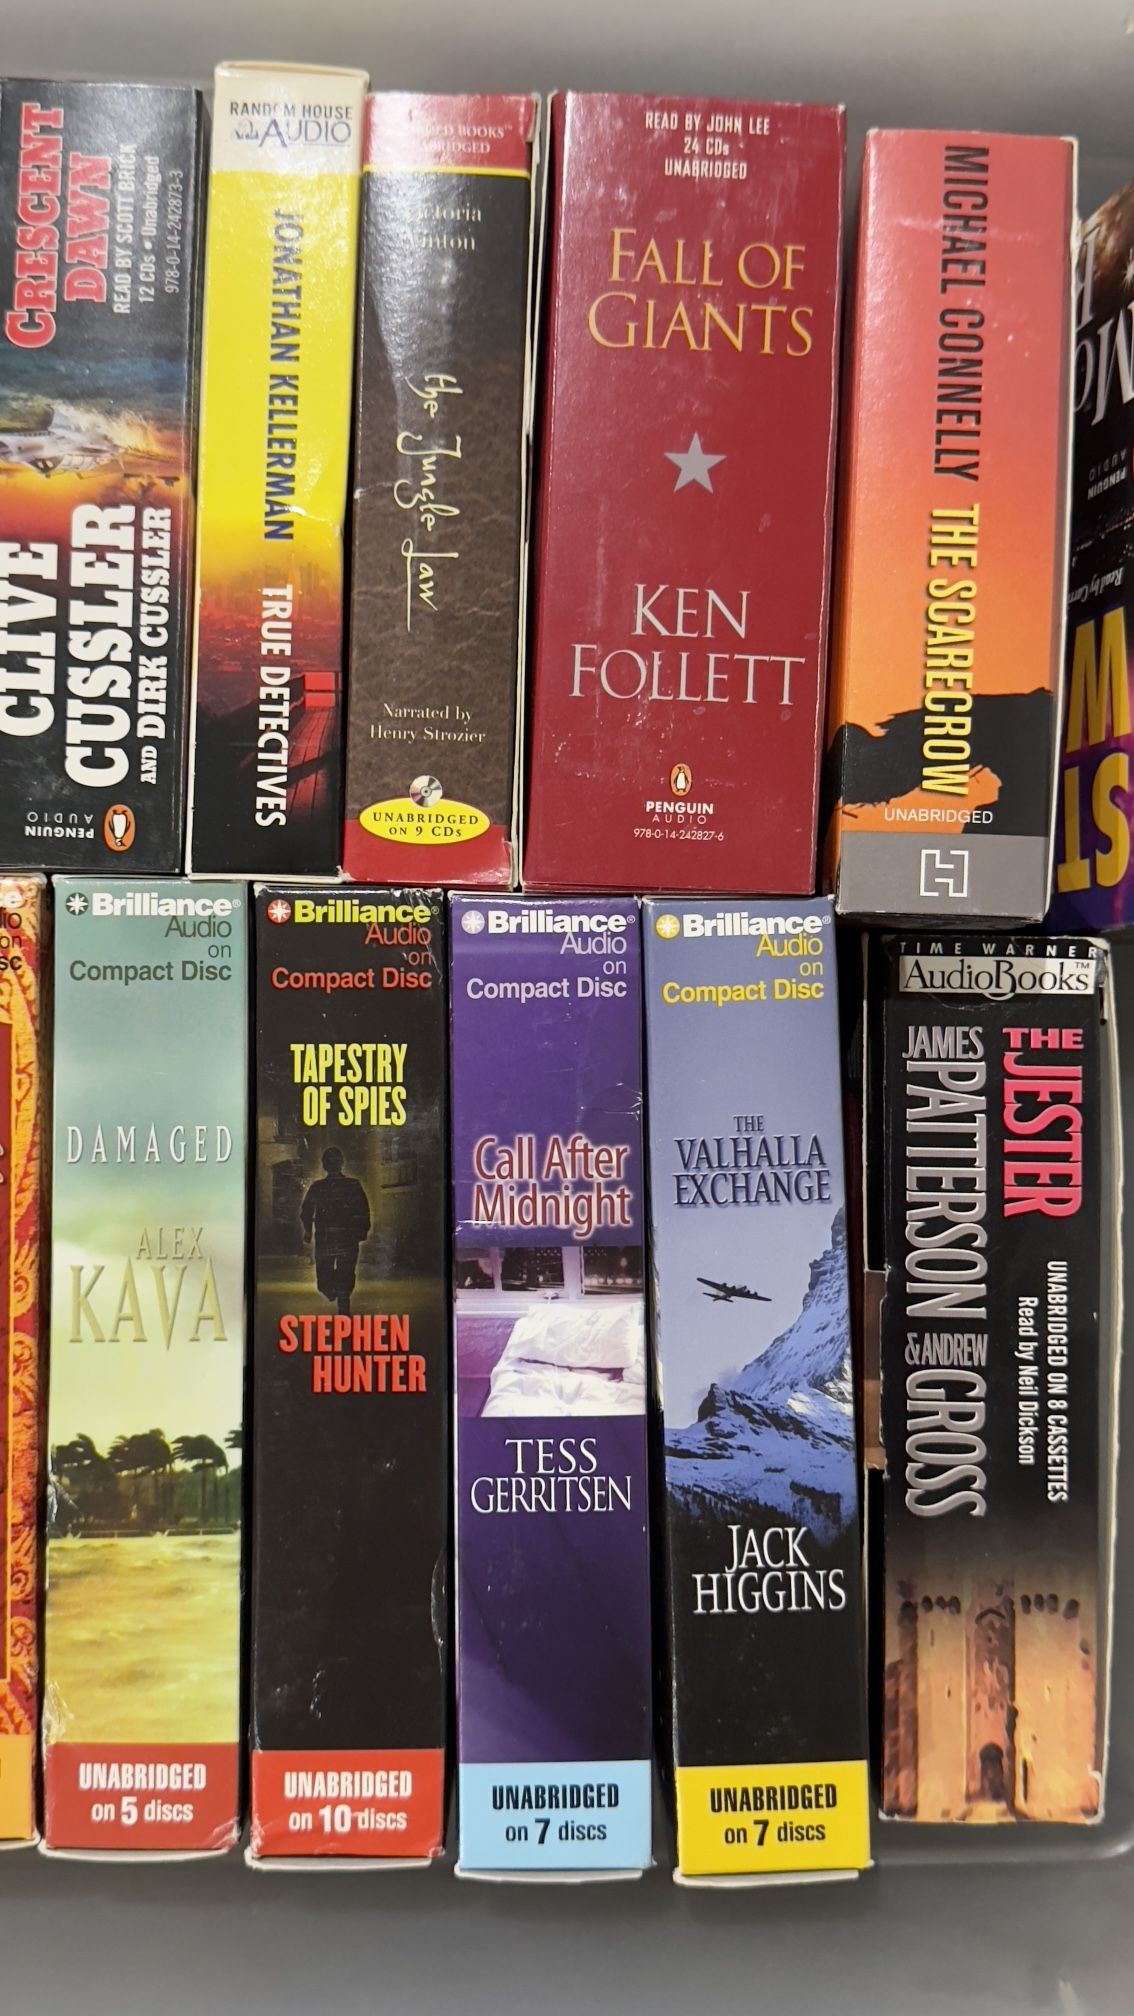 CRESCENT
DAWN
READ BY SCOTT BRICK
12 CDs • Unabridged
978-0-14-242873-3
CLIVE
CUSSLER
AND DIRK CUSSLER
PENGUIN
AUDIO
RANDOM HOUSE
AUDIO
JONATHAN KELLERMAN TRUE DETECTIVES
BOOKS™
the Jungle Law
Narrated by
Henry Strozier
UNABRIDGED
ON 9 CDs
READ BY JOHN LEE
24 CDs
UNABRIDGED
FALL OF
GIANTS
KEN
FOLLETT
PENGUIN
AUDIO
978-0-14-242827-6
MICHAEL CONNELLY THE SCARECROW
UNABRIDGED
H
PENGUIN
AUDIO
Read by
Brilliance®
Audio
on
Compact Disc
DAMAGED
ALEX
KAVA
UNABRIDGED
on 5 discs
Brilliance®
Audio
on
Compact Disc
TAPESTRY
OF SPIES
STEPHEN
HUNTER
UNABRIDGED
on 10 discs
Brilliance®
Audio
on
Compact Disc
Call After
Midnight
TESS
GERRITSEN
UNABRIDGED
on 7 discs
Brilliance®
Audio
on
Compact Disc
THE
VALHALLA
EXCHANGE
JACK
HIGGINS
UNABRIDGED
on 7 discs
TIME WARNER
AudioBooks™
THE JESTER
JAMES PATTERSON & ANDREW GROSS
UNABRIDGED ON 8 CASSETTES
Read by Neil Dickson